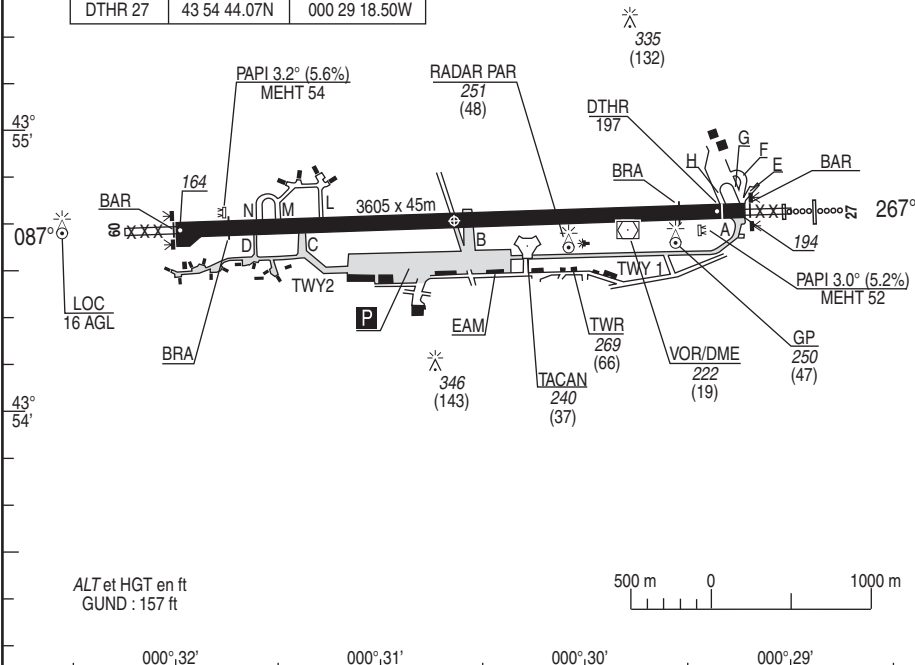 DTHR 27 43 54 44.07N 000 29 18.50W
335
(132)
PAPI 3.2° (5.6%)
MEHT 54
RADAR PAR
251
(48)
DTHR
197
43°
55'
G
F
E
H
BAR
BRA
164
BAR
N M L
3605 x 45m
087°
09
27
267°
D C
B
A
194
TWY2
TWY 1
PAPI 3.0° (5.2%)
MEHT 52
LOC
16 AGL
P
EAM
TWR
269
(66)
GP
250
(47)
BRA
VOR/DME
222
(19)
346
(143)
TACAN
240
(37)
43°
54'
ALT et HGT en ft
GUND : 157 ft
500 m 0 1000 m
000° 32' 000° 31' 000° 30' 000° 29'